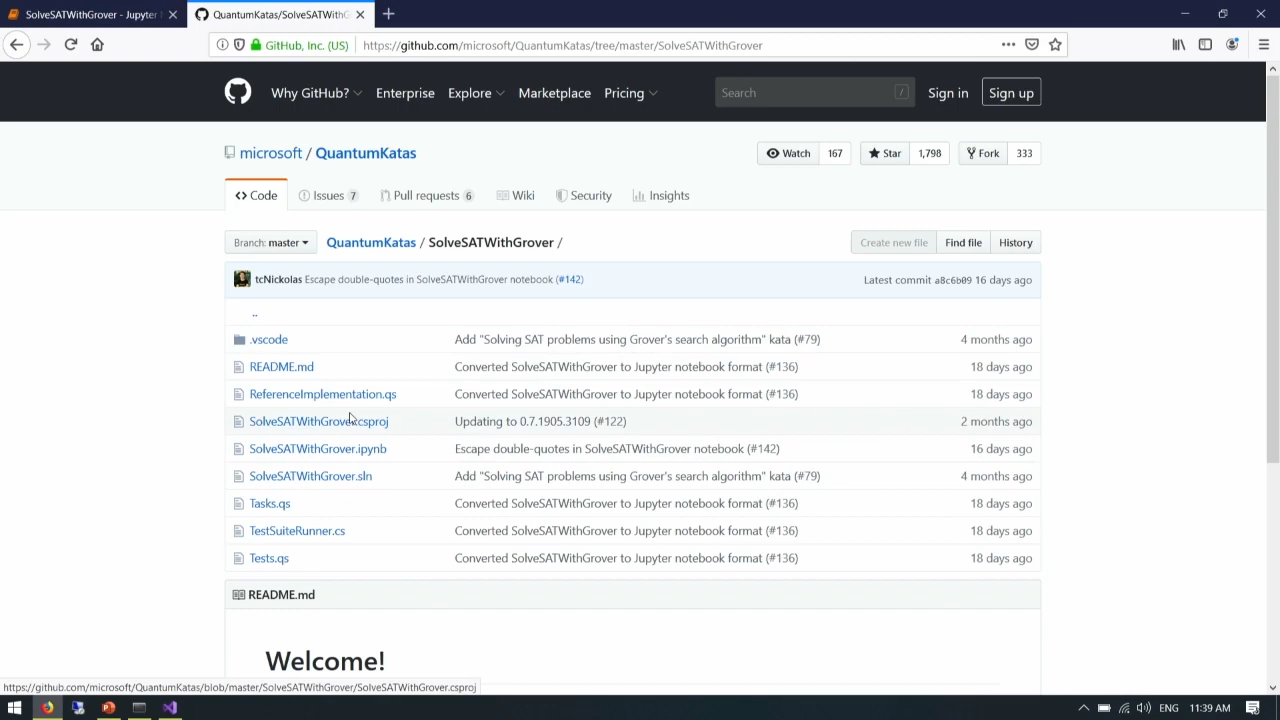 SolveSATWithGrover - Jupyter
QuantumKatas/SolveSATWithG
GitHub, Inc. (US)
https://github.com/microsoft/QuantumKatas/tree/master/SolveSATWithGrover
Why GitHub?
Enterprise
Explore
Marketplace
Pricing
Search
/
Sign in
Sign up
microsoft / QuantumKatas
Watch 167
Star 1,798
Fork 333
Code
Issues 7
Pull requests 6
Wiki
Security
Insights
Branch: master
QuantumKatas / SolveSATWithGrover /
Create new file
Find file
History
tcNickolas Escape double-quotes in SolveSATWithGrover notebook (#142)
Latest commit a8c6b09 16 days ago
..
.vscode Add "Solving SAT problems using Grover's search algorithm" kata (#79) 4 months ago
README.md Converted SolveSATWithGrover to Jupyter notebook format (#136) 18 days ago
ReferenceImplementation.qs Converted SolveSATWithGrover to Jupyter notebook format (#136) 18 days ago
SolveSATWithGrover.csproj Updating to 0.7.1905.3109 (#122) 2 months ago
SolveSATWithGrover.ipynb Escape double-quotes in SolveSATWithGrover notebook (#142) 16 days ago
SolveSATWithGrover.sln Add "Solving SAT problems using Grover's search algorithm" kata (#79) 4 months ago
Tasks.qs Converted SolveSATWithGrover to Jupyter notebook format (#136) 18 days ago
TestSuiteRunner.cs Converted SolveSATWithGrover to Jupyter notebook format (#136) 18 days ago
Tests.qs Converted SolveSATWithGrover to Jupyter notebook format (#136) 18 days ago
README.md
Welcome!
https://github.com/microsoft/QuantumKatas/blob/master/SolveSATWithGrover/SolveSATWithGrover.csproj
ENG
11:39 AM